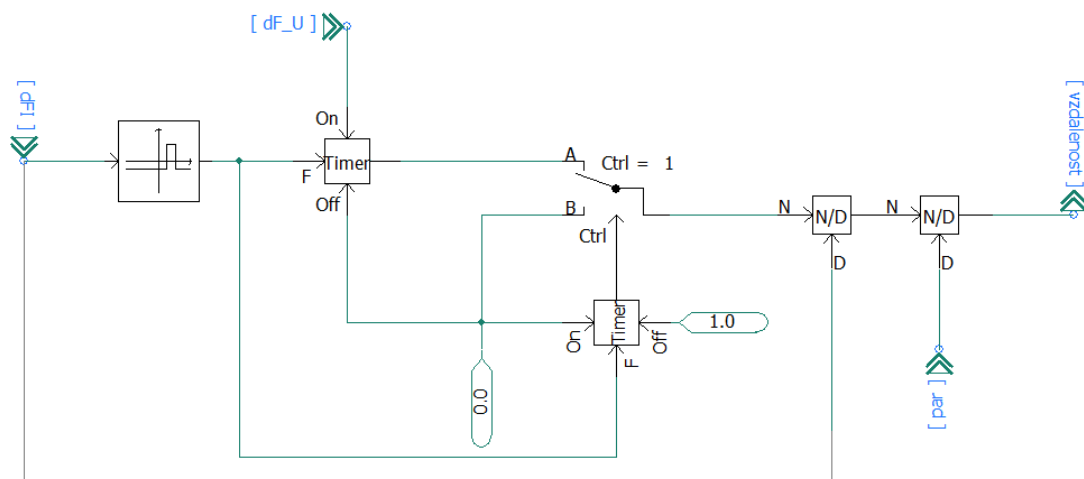 [ dF_U ]
[ dFI ]
On
Timer
F
Off
A
Ctrl = 1
B
Ctrl
[ vzdalenost ]
N
N/D
N
N/D
D
D
Timer
On
Off
F
1.0
0.0
[ par ]